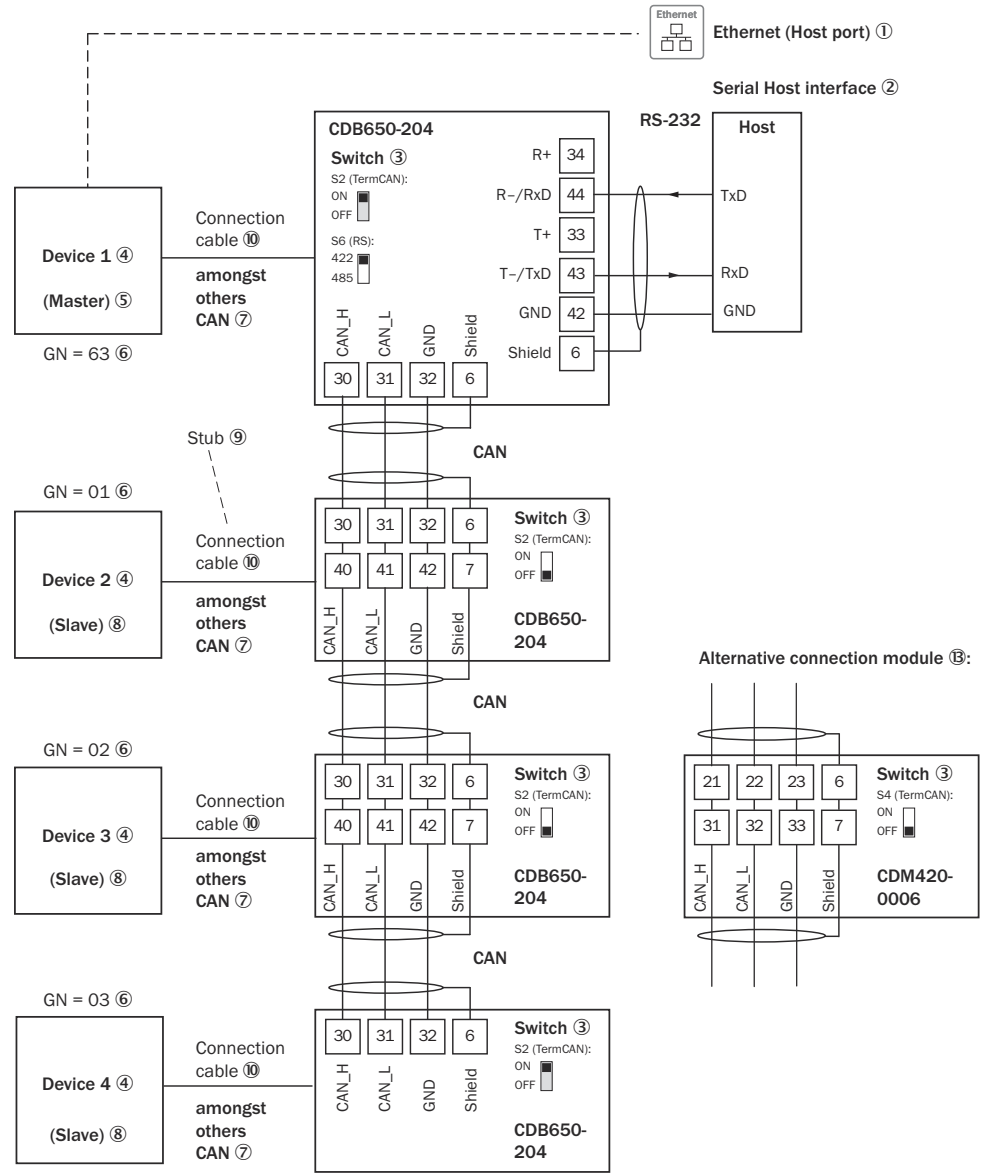 Ethernet
Ethernet (Host port) ①
Serial Host interface ②
RS-232
Host
TxD
RxD
GND
CDB650-204
Switch ③
S2 (TermCAN):
ON
OFF
S6 (RS):
422
485
R+ 34
R–/RxD 44
T+ 33
T–/TxD 43
GND 42
Shield 6
CAN_H CAN_L GND Shield
30 31 32 6
Device 1 ④
(Master) ⑤
GN = 63 ⑥
Connection
cable ⑩
amongst
others
CAN ⑦
CAN
Stub ⑨
GN = 01 ⑥
Device 2 ④
(Slave) ⑧
Connection
cable ⑩
amongst
others
CAN ⑦
30 31 32 6
40 41 42 7
CAN_H CAN_L GND Shield
Switch ③
S2 (TermCAN):
ON
OFF
CDB650-
204
CAN
GN = 02 ⑥
Device 3 ④
(Slave) ⑧
Connection
cable ⑩
amongst
others
CAN ⑦
30 31 32 6
40 41 42 7
CAN_H CAN_L GND Shield
Switch ③
S2 (TermCAN):
ON
OFF
CDB650-
204
CAN
GN = 03 ⑥
Device 4 ④
(Slave) ⑧
Connection
cable ⑩
amongst
others
CAN ⑦
30 31 32 6
CAN_H CAN_L GND Shield
Switch ③
S2 (TermCAN):
ON
OFF
CDB650-
204
Alternative connection module ⑬:
21 22 23 6
31 32 33 7
CAN_H CAN_L GND Shield
Switch ③
S4 (TermCAN):
ON
OFF
CDM420-
0006